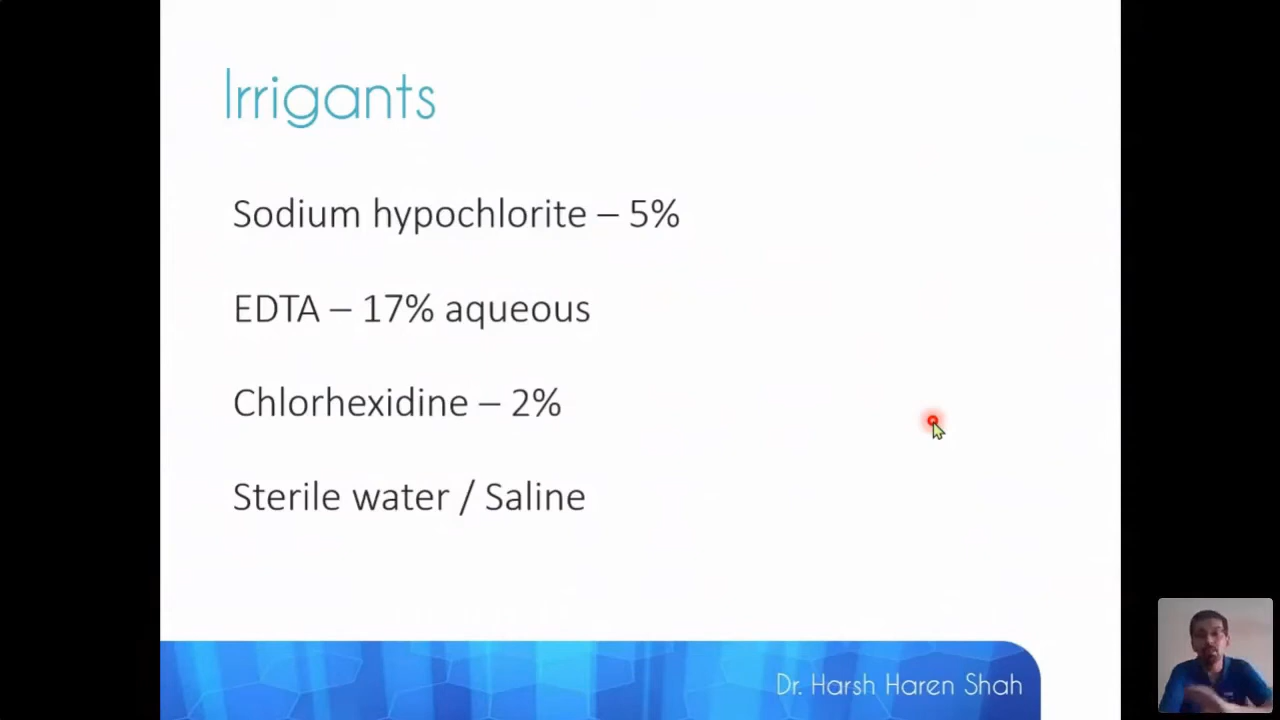 Irrigants
Sodium hypochlorite – 5%
EDTA – 17% aqueous
Chlorhexidine – 2%
Sterile water / Saline
Dr. Harsh Haren Shah